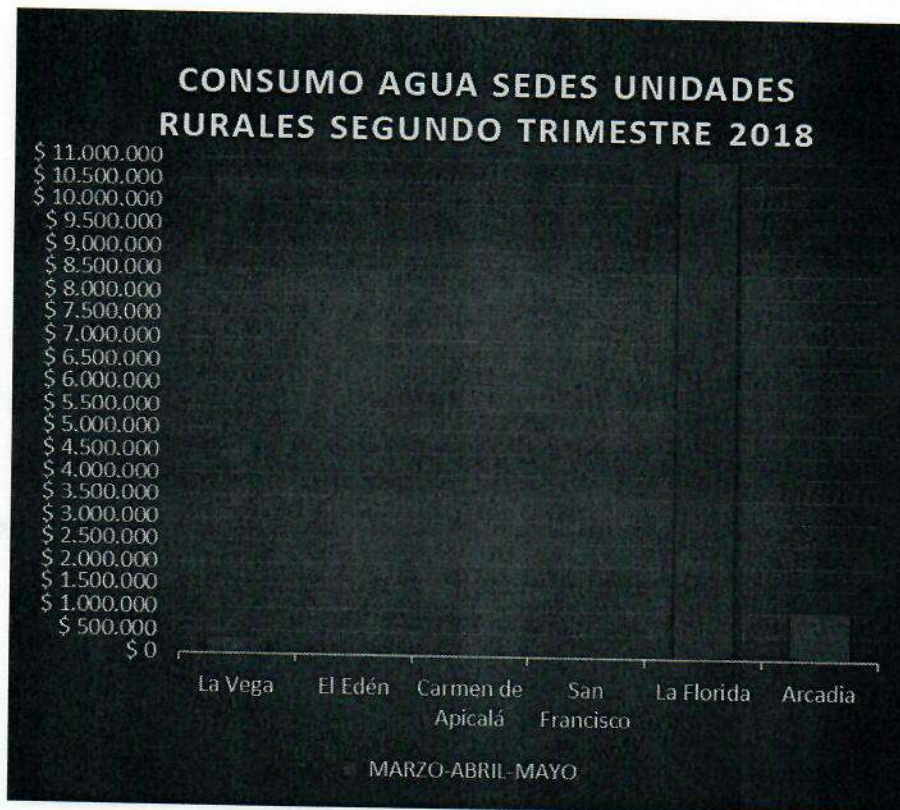 CONSUMO AGUA SEDES UNIDADES
RURALES SEGUNDO TRIMESTRE 2018
$ 11.000.000
$ 10.500.000
$ 10.000.000
$ 9.500.000
$ 9.000.000
$ 8.500.000
$ 8.000.000
$ 7.500.000
$ 7.000.000
$ 6.500.000
$ 6.000.000
$ 5.500.000
$ 5.000.000
$ 4.500.000
$ 4.000.000
$ 3.500.000
$ 3.000.000
$ 2.500.000
$ 2.000.000
$ 1.500.000
$ 1.000.000
$ 500.000
$ 0
La Vega
El Edén
Carmen de
Apicalá
San
Francisco
La Florida
Arcadia
MARZO-ABRIL-MAYO